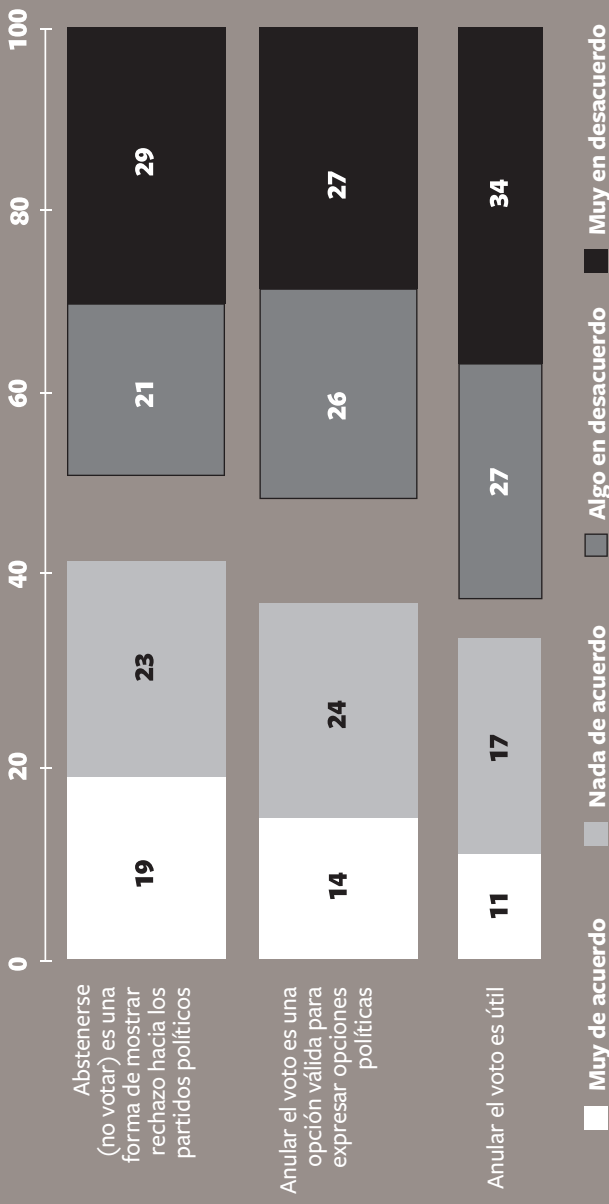 0 20 40 60 80 100
Abstenerse
(no votar) es una
forma de mostrar
rechazo hacia los
partidos políticos
19 23 21 29
Anular el voto es una
opción válida para
expresar opciones
políticas
14 24 26 27
Anular el voto es útil
11 17 27 34
Muy de acuerdo Nada de acuerdo Algo en desacuerdo Muy en desacuerdo